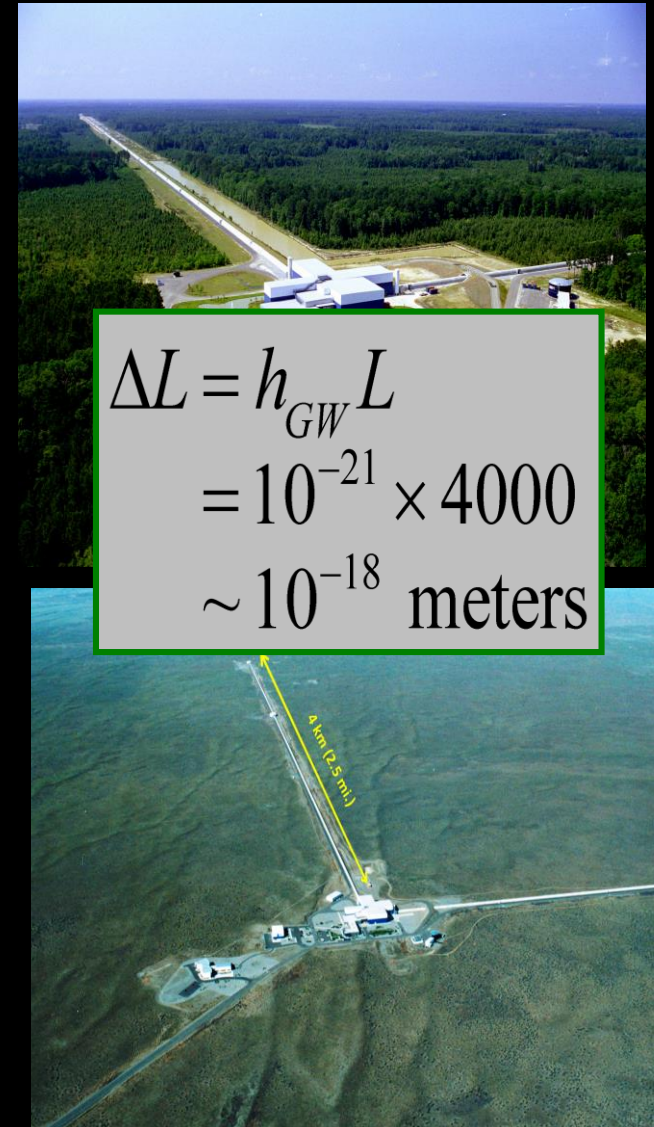 ΔL = h_GW L
= 10⁻²¹ × 4000
~ 10⁻¹⁸ meters
4 km (2.5 mi.)